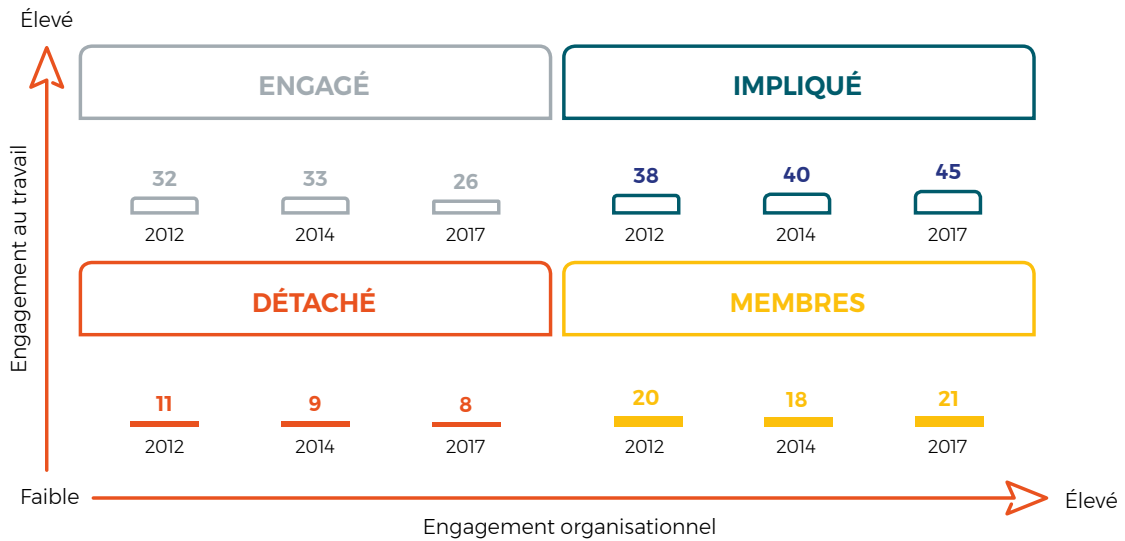 Élevé
ENGAGÉ
IMPLIQUÉ
Engagement au travail
32
33
26
38
40
45
2012
2014
2017
2012
2014
2017
DÉTACHÉ
MEMBRES
11
9
8
20
18
21
2012
2014
2017
2012
2014
2017
Faible
Élevé
Engagement organisationnel